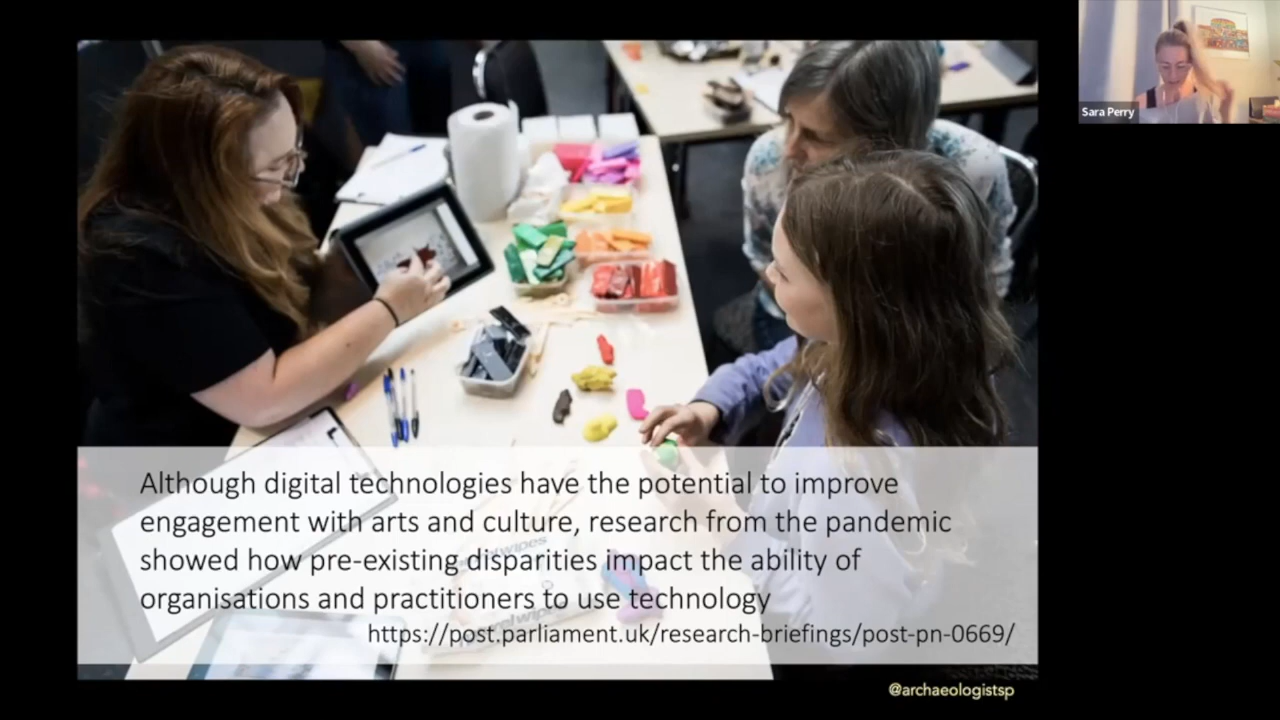 Sara Perry
Although digital technologies have the potential to improve
engagement with arts and culture, research from the pandemic
showed how pre-existing disparities impact the ability of
organisations and practitioners to use technology
https://post.parliament.uk/research-briefings/post-pn-0669/
@archaeologistsp